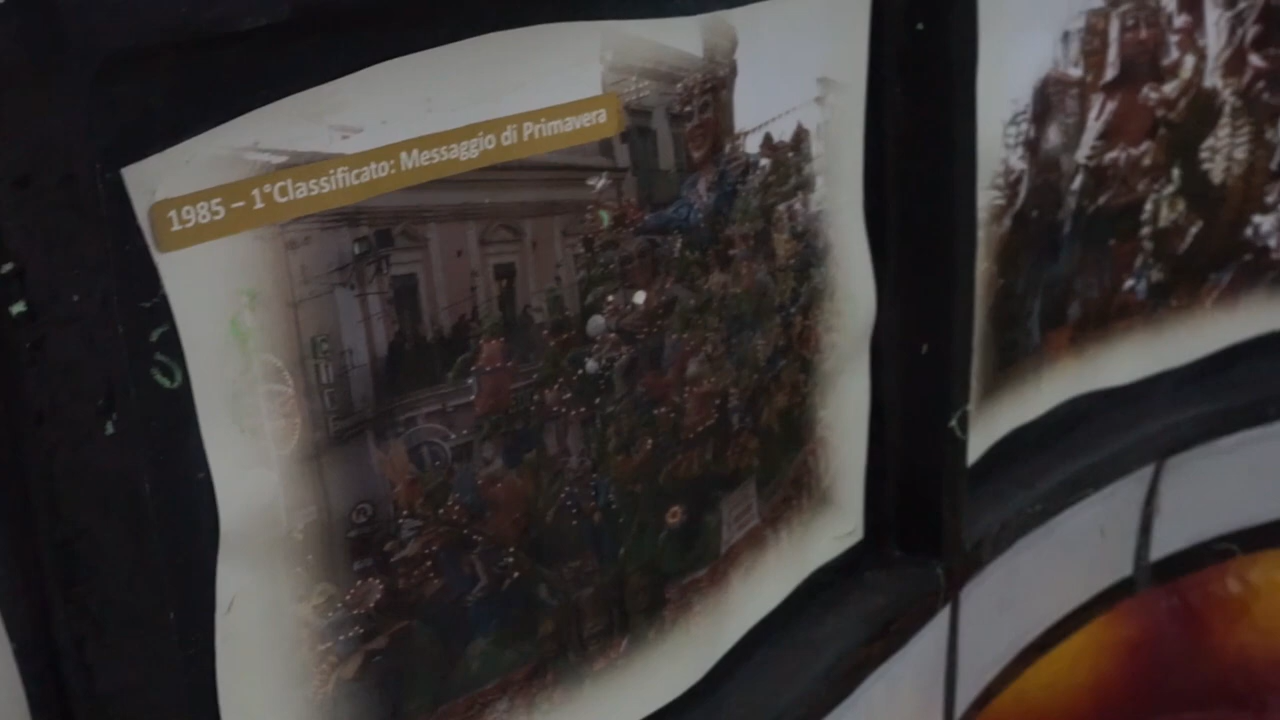 1985 – 1°Classificato: Messaggio di Primavera